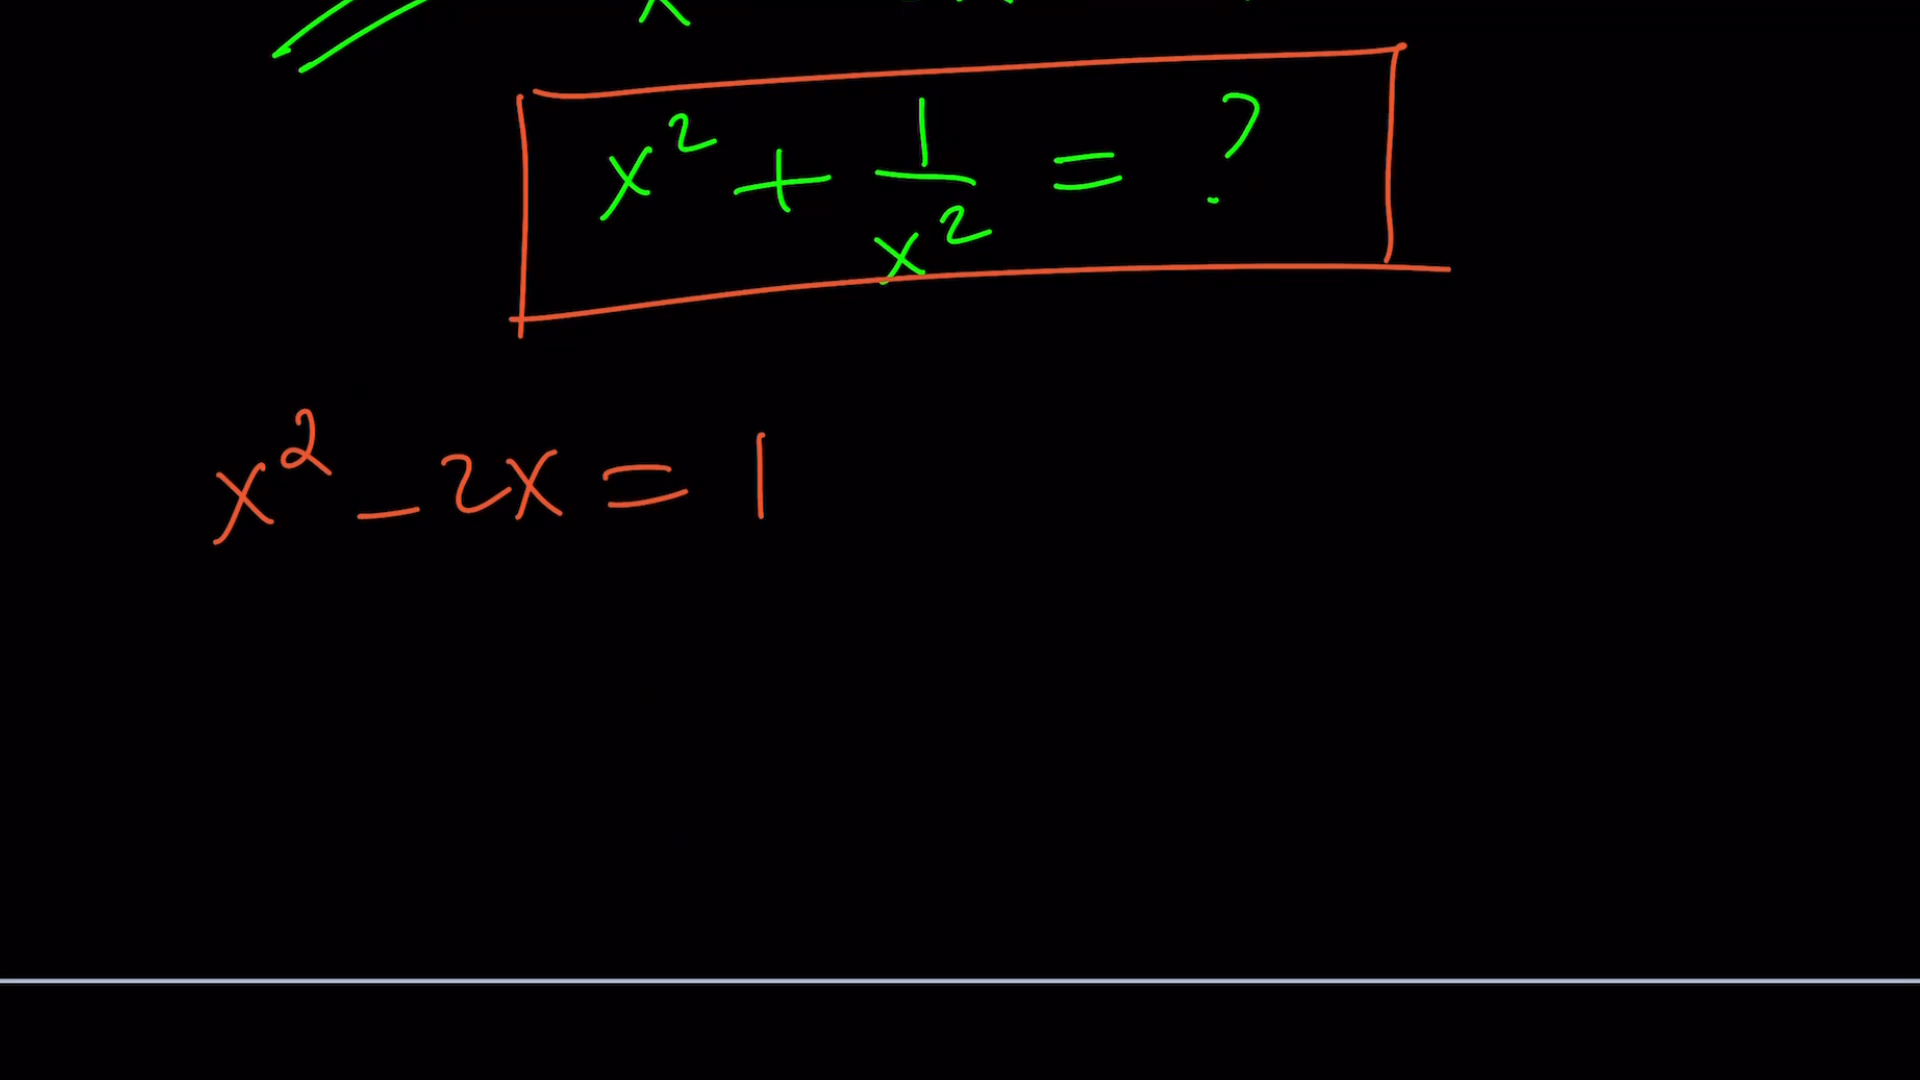 x² + 1/x² = ?
x² - 2x = 1